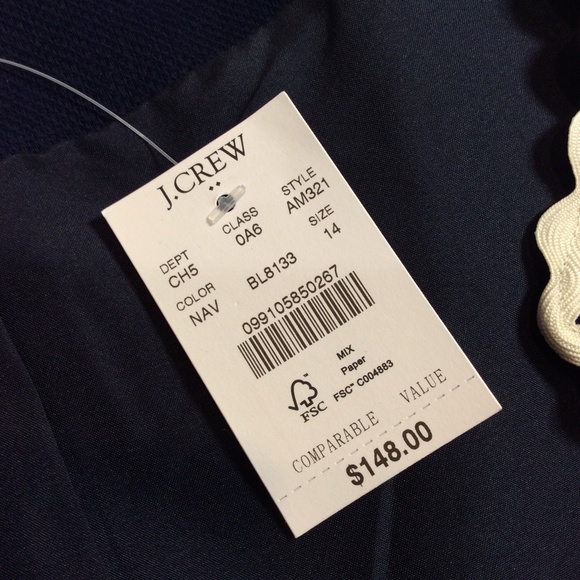 J.CREW
DEPT CLASS STYLE
CH5 0A6 AM321
COLOR SIZE
NAV BL8133 14
099105850267
MIX
Paper
FSC® C004883
FSC™
COMPARABLE VALUE
$148.00